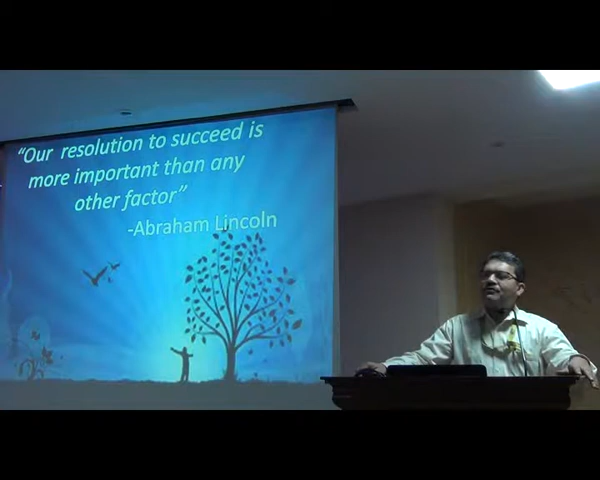 “Our resolution to succeed is
more important than any
other factor”
-Abraham Lincoln